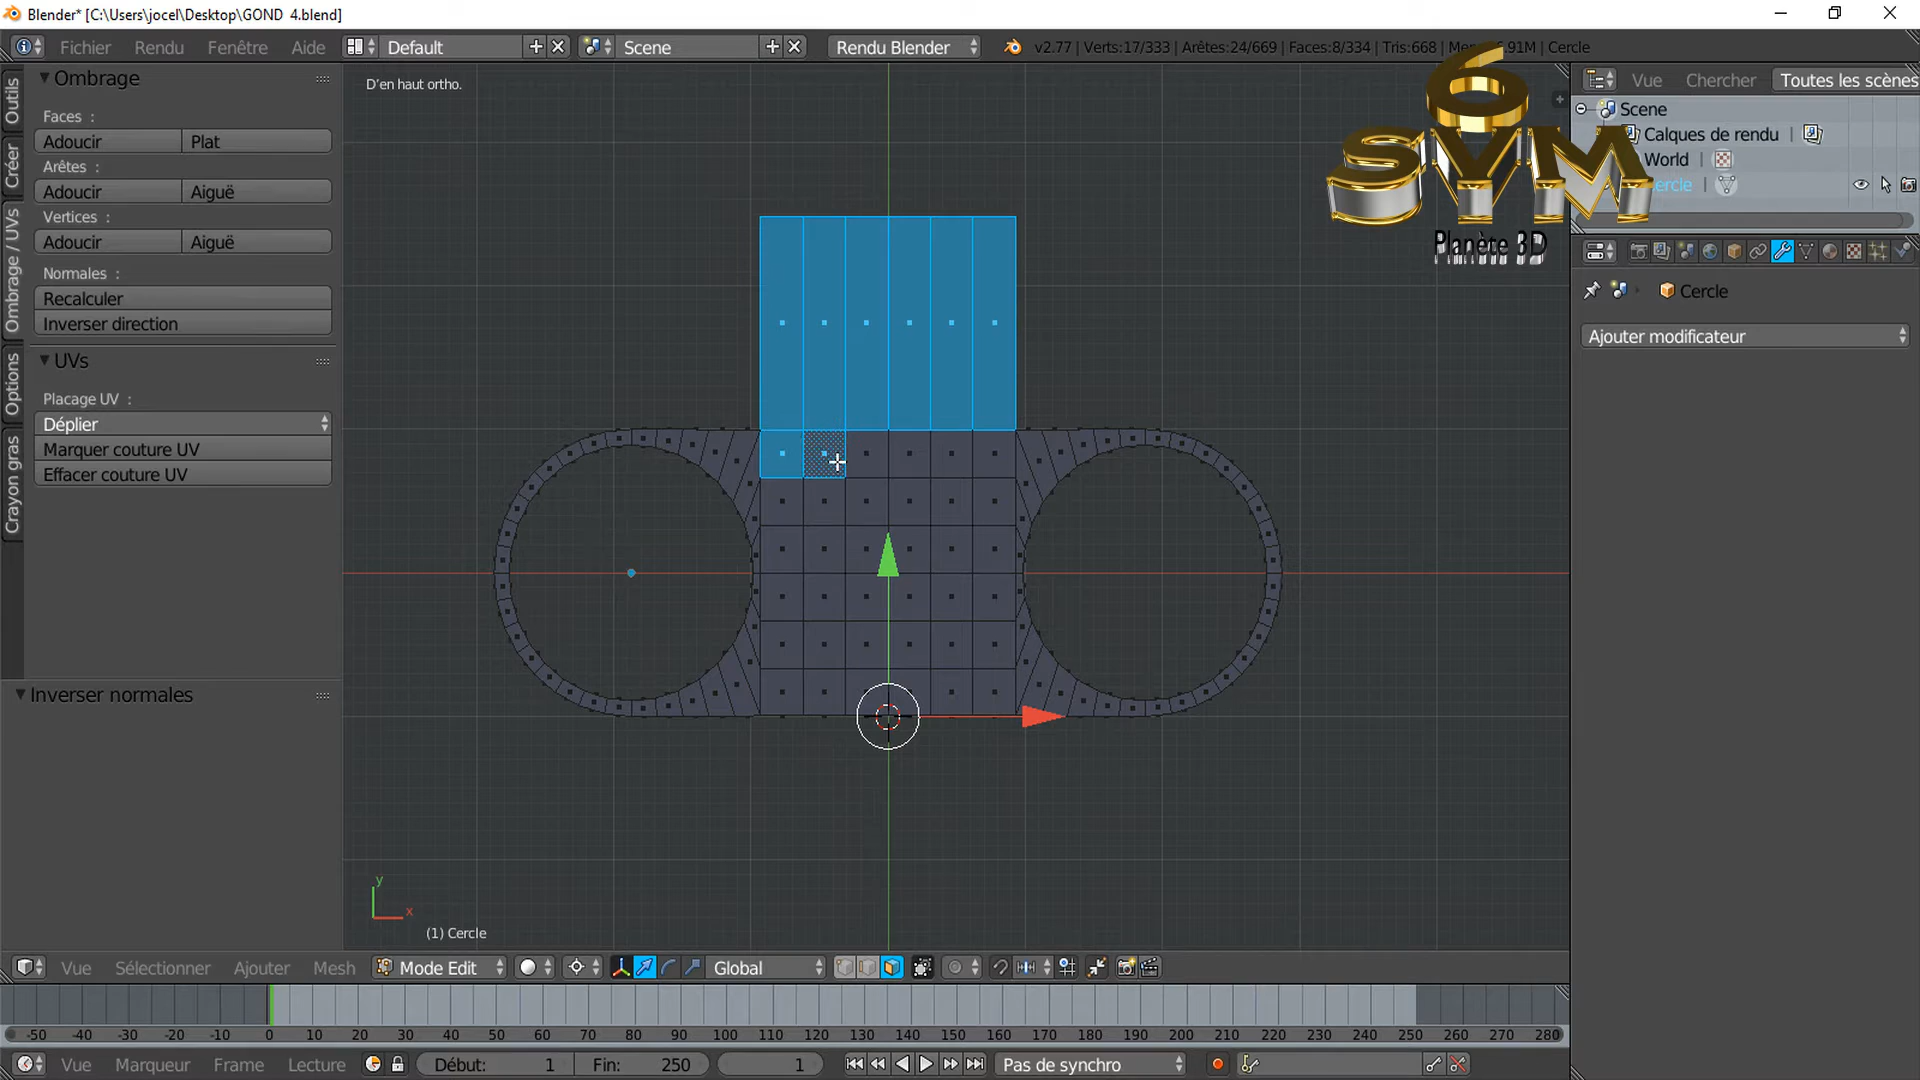 Blender* [C:\Users\jocel\Desktop\GOND  4.blend]
Fichier Rendu Fenêtre Aide Default Scene Rendu Blender v2.77 | Verts:17/333 | Arêtes:24/669 | Faces:8/334 | Tris:668 | Cercle
Ombrage
Faces :
Adoucir Plat
Arêtes :
Adoucir Aiguë
Vertices :
Adoucir Aiguë
Normales :
Recalculer
Inverser direction
UVs
Placage UV :
Déplier
Marquer couture UV
Effacer couture UV
Inverser normales
Outils
Créer
Ombrage / UVs
Options
Crayon gras
D'en haut ortho.
6
SYM
Planète 3D
Vue Chercher Toutes les scènes
Scene
Calques de rendu |
World |
Cercle
Ajouter modificateur
y
x
(1) Cercle
Vue Sélectionner Ajouter Mesh Mode Edit Global
-50 -40 -30 -20 -10 0 10 20 30 40 50 60 70 80 90 100 110 120 130 140 150 160 170 180 190 200 210 220 230 240 250 260 270 280
Vue Marqueur Frame Lecture Début: 1 Fin: 250 1 Pas de synchro